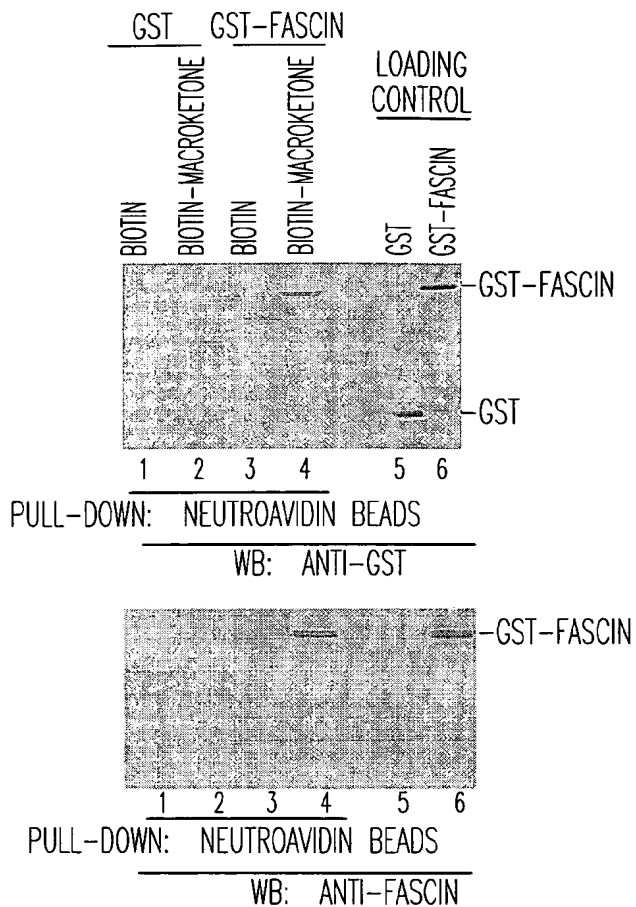 GST GST-FASCIN
LOADING
CONTROL
BIOTIN
BIOTIN-MACROKETONE
BIOTIN
BIOTIN-MACROKETONE
GST
GST-FASCIN
GST-FASCIN
GST
1 2 3 4 5 6
PULL-DOWN: NEUTROAVIDIN BEADS
WB: ANTI-GST
GST-FASCIN
1 2 3 4 5 6
PULL-DOWN: NEUTROAVIDIN BEADS
WB: ANTI-FASCIN